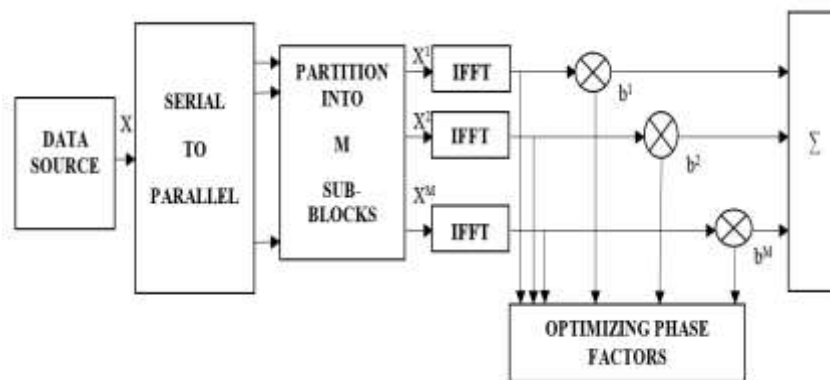 DATA
SOURCE
X
SERIAL
TO
PARALLEL
PARTITION
INTO
M
SUB-
BLOCKS
X¹
IFFT
b¹
X²
IFFT
b²
Xᴹ
IFFT
bᴹ
Σ
OPTIMIZING PHASE
FACTORS